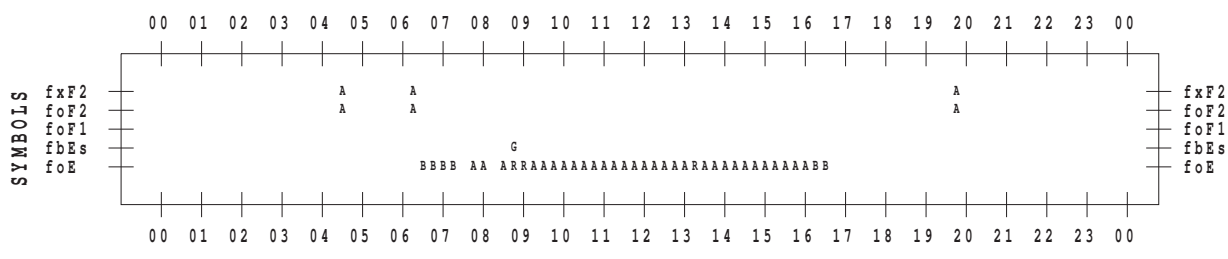 00 01 02 03 04 05 06 07 08 09 10 11 12 13 14 15 16 17 18 19 20 21 22 23 00
SYMBOLS
fxF2 A A A fxF2
foF2 A A A foF2
foF1 foF1
fbEs G fbEs
foE BBBB AA ARRAAAAAAAAAAAAAAAARAAAAAAAAAAABB foE
00 01 02 03 04 05 06 07 08 09 10 11 12 13 14 15 16 17 18 19 20 21 22 23 00